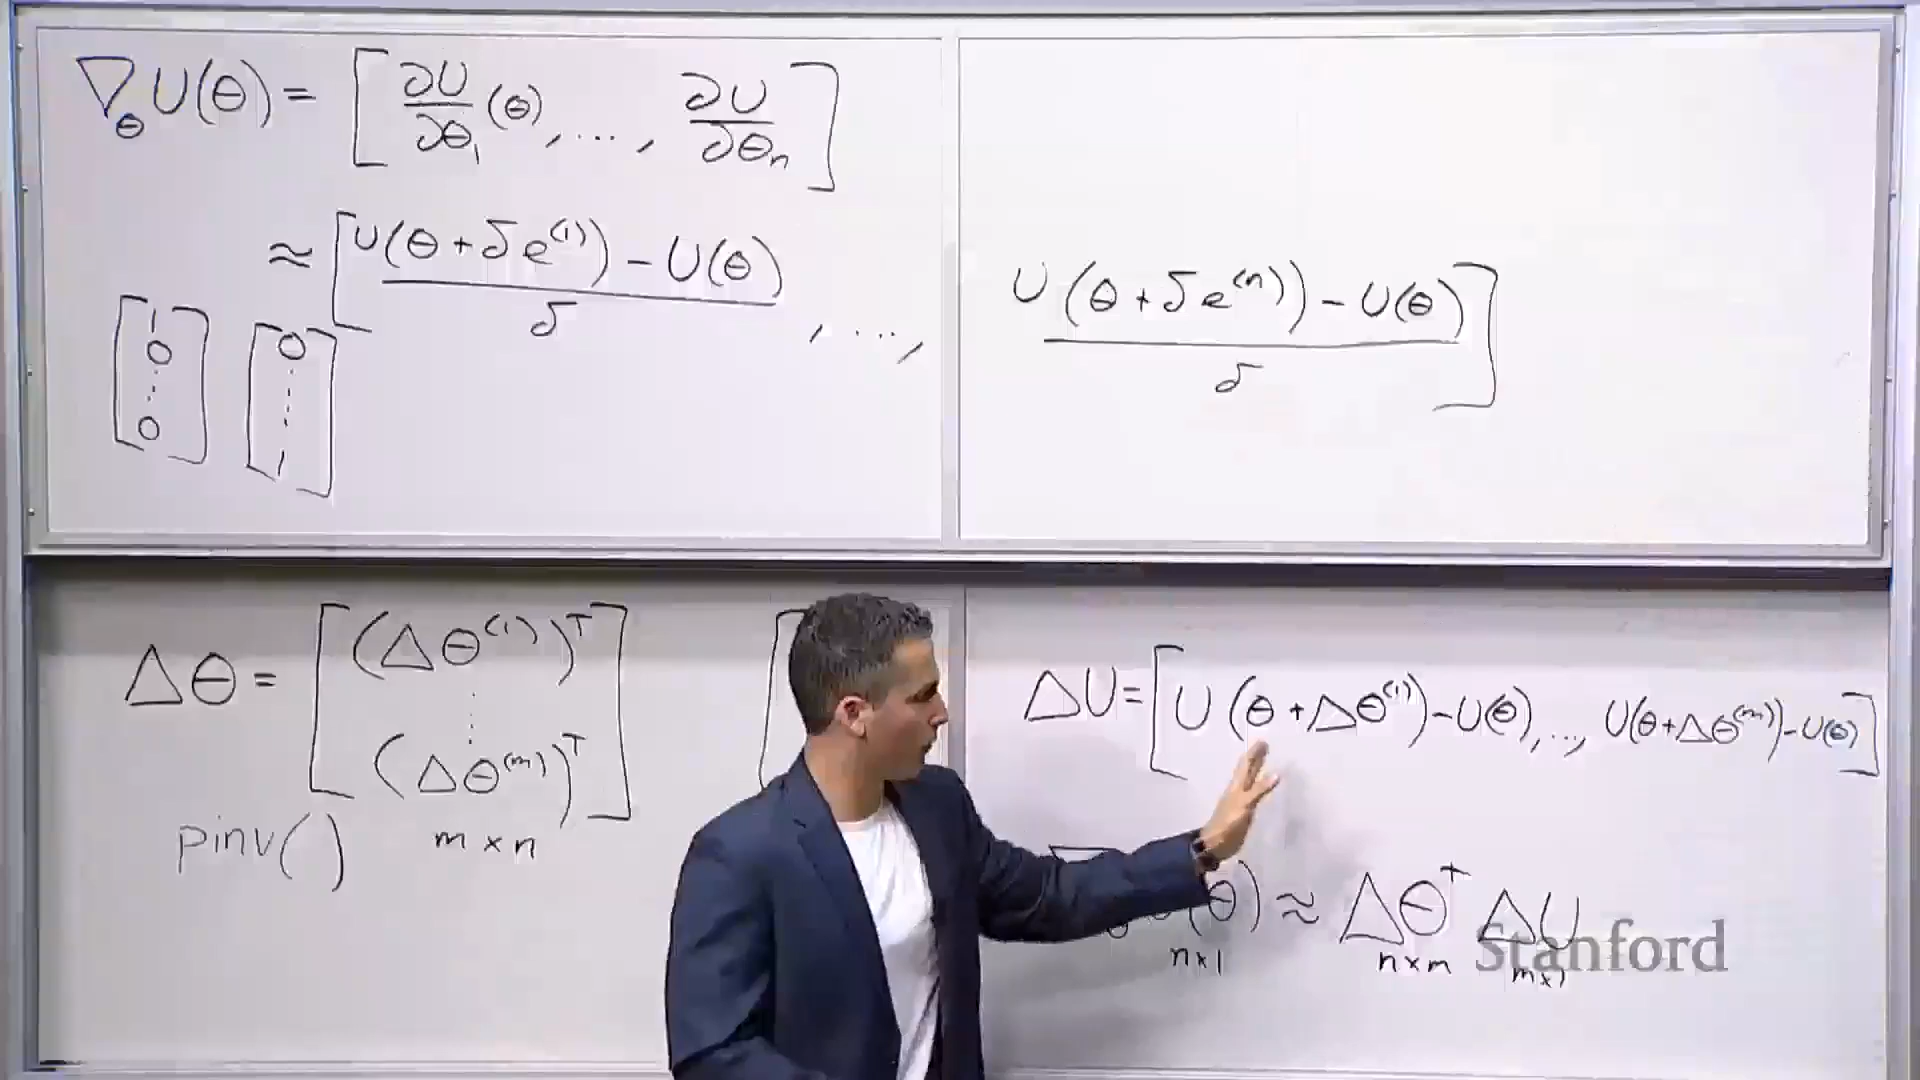 ∇_θ U(θ) = [ ∂U/∂θ₁ (θ), ..., ∂U/∂θₙ ]
≈ [ (U(θ + δe^(1)) - U(θ)) / δ , ..., (U(θ + δe^(n)) - U(θ)) / δ ]
[ 1 0 ⋮ 0 ] [ 0 ⋮ 1 ]
Δθ = [ (Δθ^(1))^T ⋮ (Δθ^(m))^T ]
m × n
pinv( )
ΔU = [ U(θ + Δθ^(1)) - U(θ), ..., U(θ + Δθ^(m)) - U(θ) ]
(θ) ≈ Δθ^+ ΔU
n×1 n×m m×1
Stanford